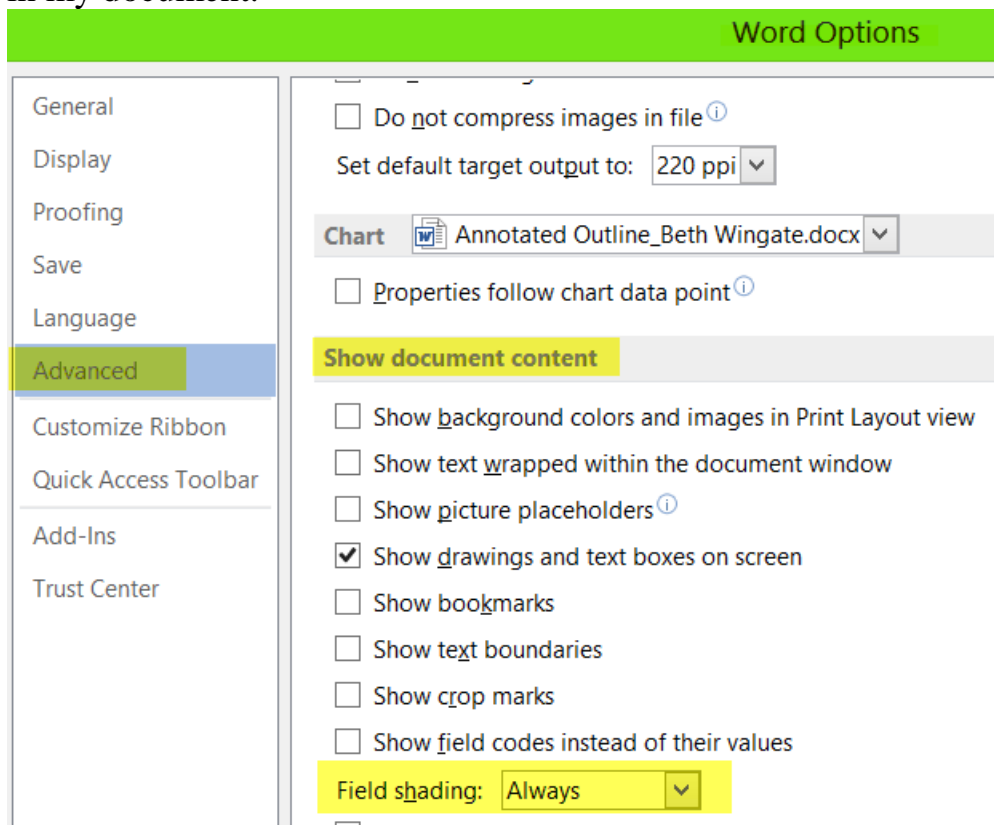 in my document.
Word Options
General
Display
Proofing
Save
Language
Advanced
Customize Ribbon
Quick Access Toolbar
Add-Ins
Trust Center
Do not compress images in file
Set default target output to: 220 ppi
Chart Annotated Outline_Beth Wingate.docx
Properties follow chart data point
Show document content
Show background colors and images in Print Layout view
Show text wrapped within the document window
Show picture placeholders
Show drawings and text boxes on screen
Show bookmarks
Show text boundaries
Show crop marks
Show field codes instead of their values
Field shading: Always